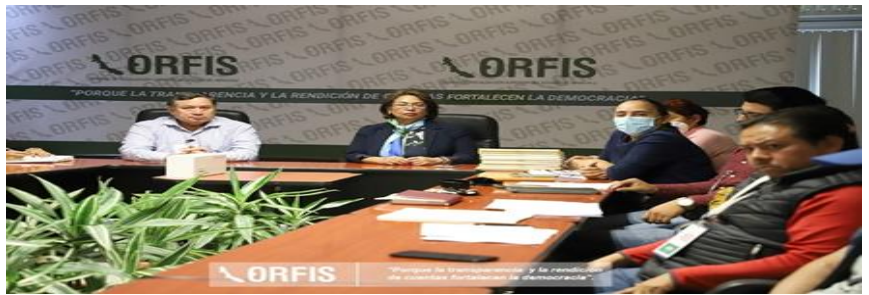 ORFIS ORFIS
"PORQUE LA TRANSPARENCIA Y LA RENDICIÓN DE CUENTAS FORTALECEN LA DEMOCRACIA"
ORFIS
"Porque la transparencia y la rendición
de cuentas fortalecen la democracia".